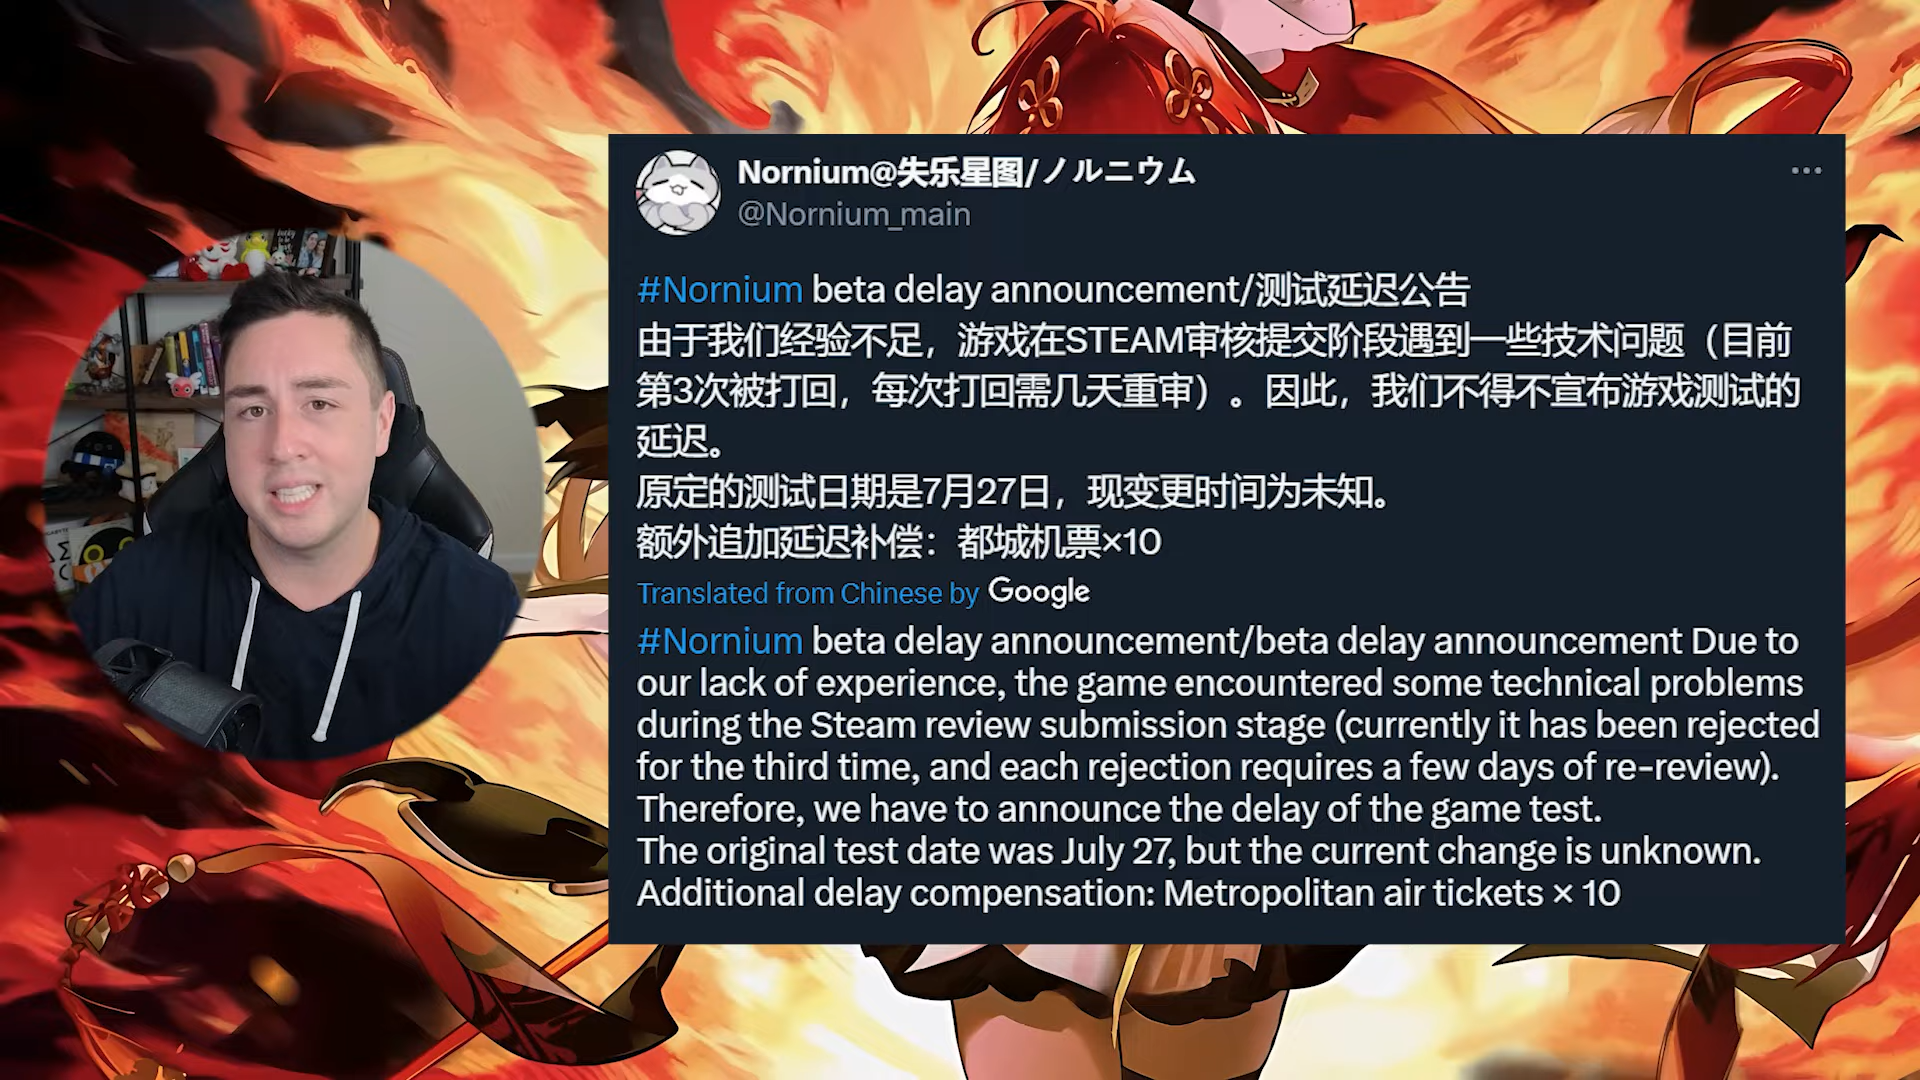 Nornium@失乐星图/ノルニウム
@Nornium_main
#Nornium beta delay announcement/测试延迟公告
由于我们经验不足，游戏在STEAM审核提交阶段遇到一些技术问题（目前
第3次被打回，每次打回需几天重审）。因此，我们不得不宣布游戏测试的
延迟。
原定的测试日期是7月27日，现变更时间为未知。
额外追加延迟补偿：都城机票×10
Translated from Chinese by Google
#Nornium beta delay announcement/beta delay announcement Due to
our lack of experience, the game encountered some technical problems
during the Steam review submission stage (currently it has been rejected
for the third time, and each rejection requires a few days of re-review).
Therefore, we have to announce the delay of the game test.
The original test date was July 27, but the current change is unknown.
Additional delay compensation: Metropolitan air tickets × 10